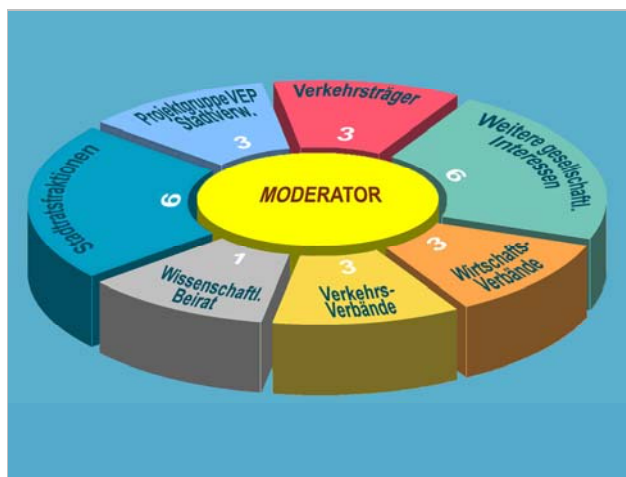 Projektgruppe VEP
Stadtverw.
3
Verkehrsträger
3
Weitere gesellschaftl.
Interessen
6
Wirtschafts-
Verbände
3
Verkehrs-
Verbände
3
Wissenschaftl.
Beirat
1
Stadtratsfraktionen
6
MODERATOR